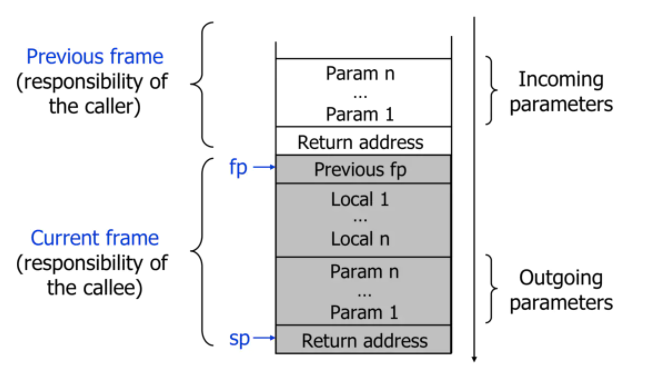 Previous frame
(responsibility of
the caller)
Param n
...
Param 1
Incoming
parameters
Return address
fp
Previous fp
Local 1
...
Local n
Current frame
(responsibility of
the callee)
Param n
...
Param 1
Outgoing
parameters
sp
Return address